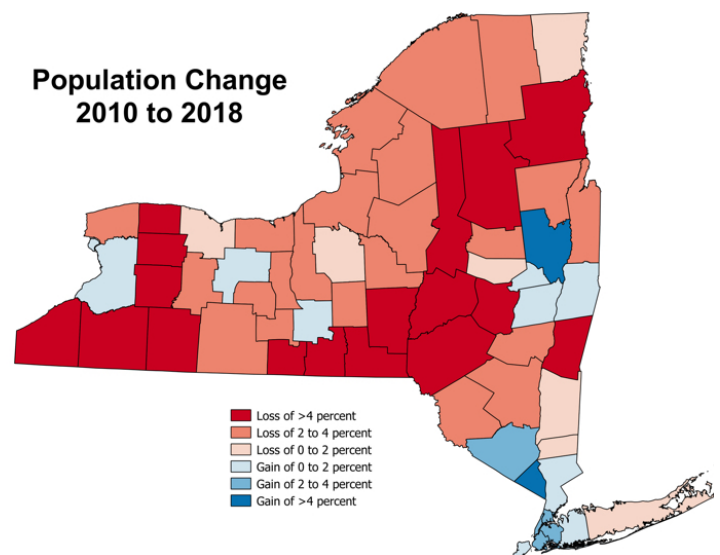 Population Change
2010 to 2018
Loss of >4 percent
Loss of 2 to 4 percent
Loss of 0 to 2 percent
Gain of 0 to 2 percent
Gain of 2 to 4 percent
Gain of >4 percent